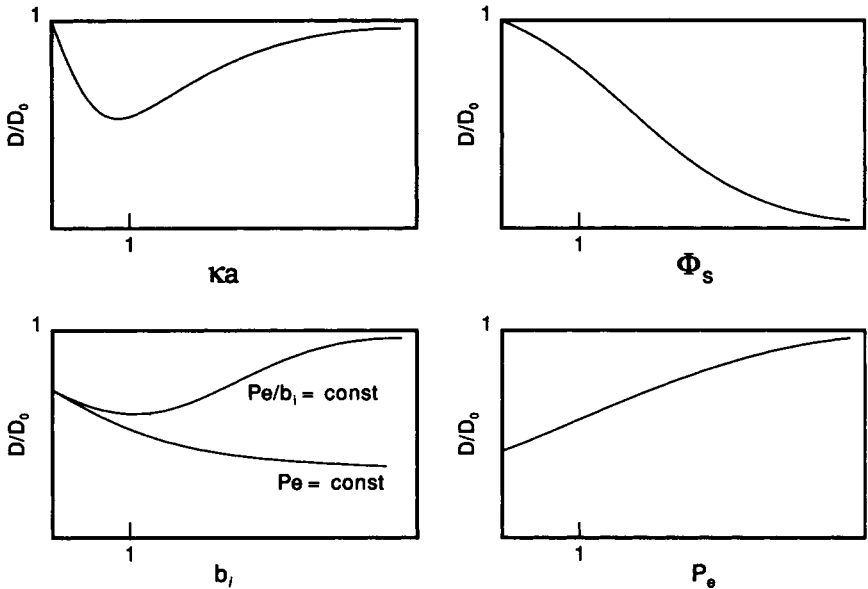 1
D/D₀
1
κa
1
D/D₀
1
Φₛ
1
D/D₀
Pe/bᵢ = const
Pe = const
1
bᵢ
1
D/D₀
1
Pₑ